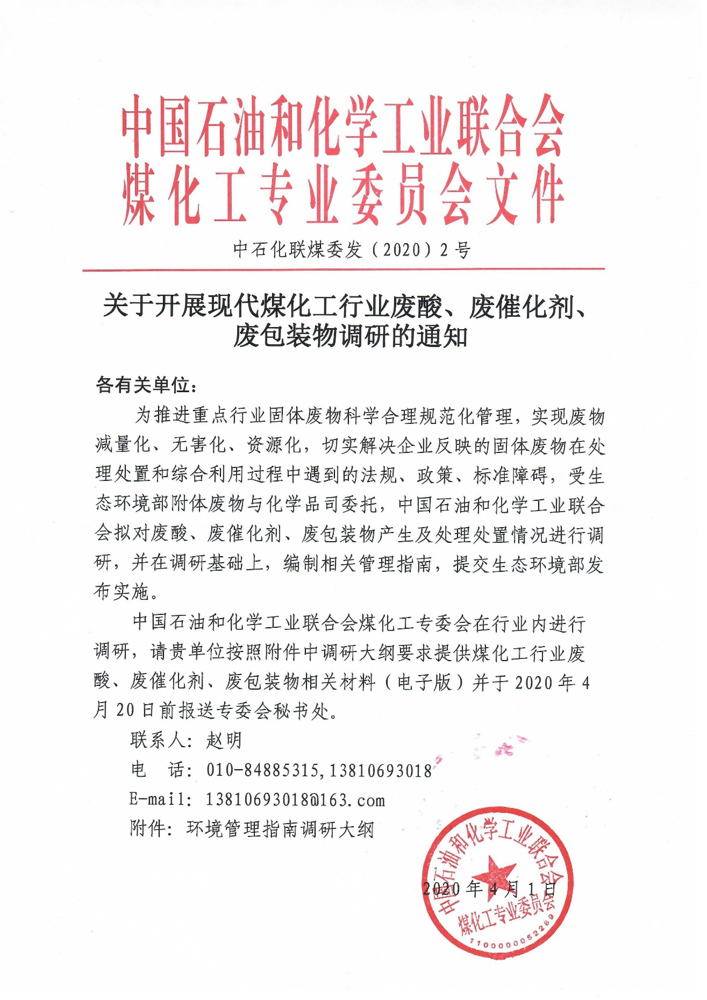 中国石油和化学工业联合会
煤化工专业委员会文件
中石化联煤委发（2020）2号
关于开展现代煤化工行业废酸、废催化剂、
废包装物调研的通知
各有关单位：
为推进重点行业固体废物科学合理规范化管理，实现废物
减量化、无害化、资源化，切实解决企业反映的固体废物在处
理处置和综合利用过程中遇到的法规、政策、标准障碍，受生
态环境部附体废物与化学品司委托，中国石油和化学工业联合
会拟对废酸、废催化剂、废包装物产生及处理处置情况进行调
研，并在调研基础上，编制相关管理指南，提交生态环境部发
布实施。
中国石油和化学工业联合会煤化工专委会在行业内进行
调研，请贵单位按照附件中调研大纲要求提供煤化工行业废
酸、废催化剂、废包装物相关材料（电子版）并于2020年4
月20日前报送专委会秘书处。
联系人：赵明
电 话：010-84885315,13810693018
E-mail：13810693018@163.com
附件：环境管理指南调研大纲
中国石油和化学工业联合会
2020年4月1日
煤化工专业委员会
1100000052289